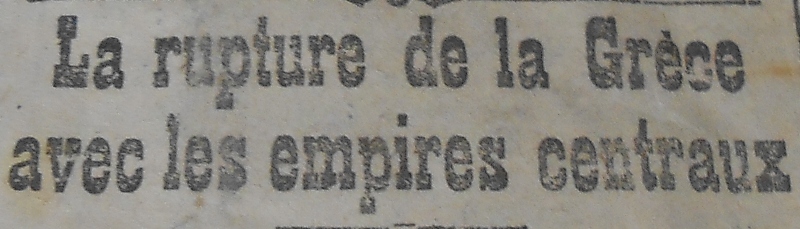 La rupture de la Grèce
avec les empires centraux